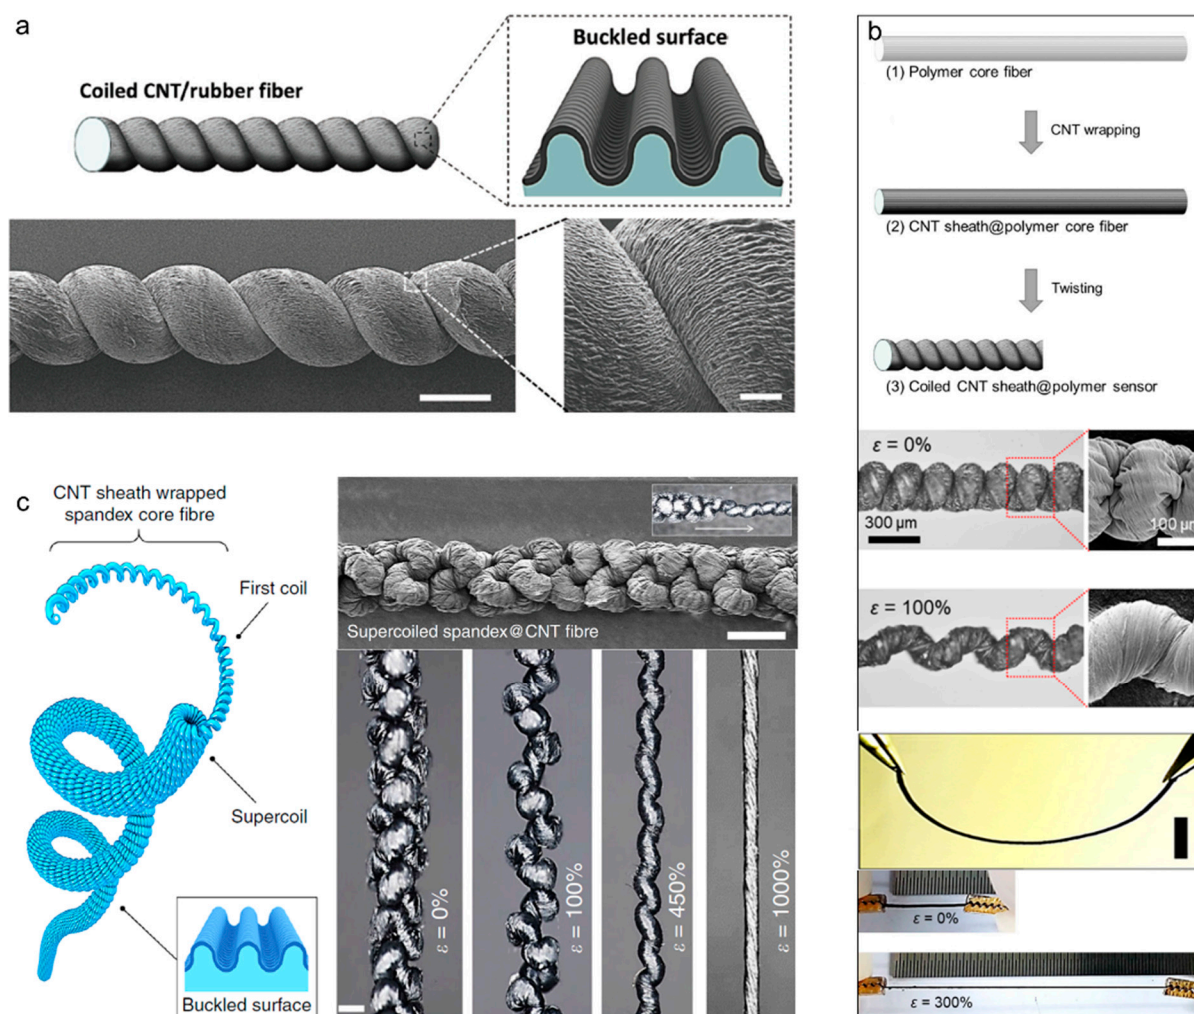 a
Coiled CNT/rubber fiber
Buckled surface
b
(1) Polymer core fiber
CNT wrapping
(2) CNT sheath@polymer core fiber
Twisting
(3) Coiled CNT sheath@polymer sensor
ε = 0%
300 μm
100 μm
ε = 100%
ε = 0%
ε = 300%
c
CNT sheath wrapped
spandex core fibre
First coil
Supercoil
Buckled surface
Supercoiled spandex@CNT fibre
ε = 0%
ε = 100%
ε = 450%
ε = 1000%